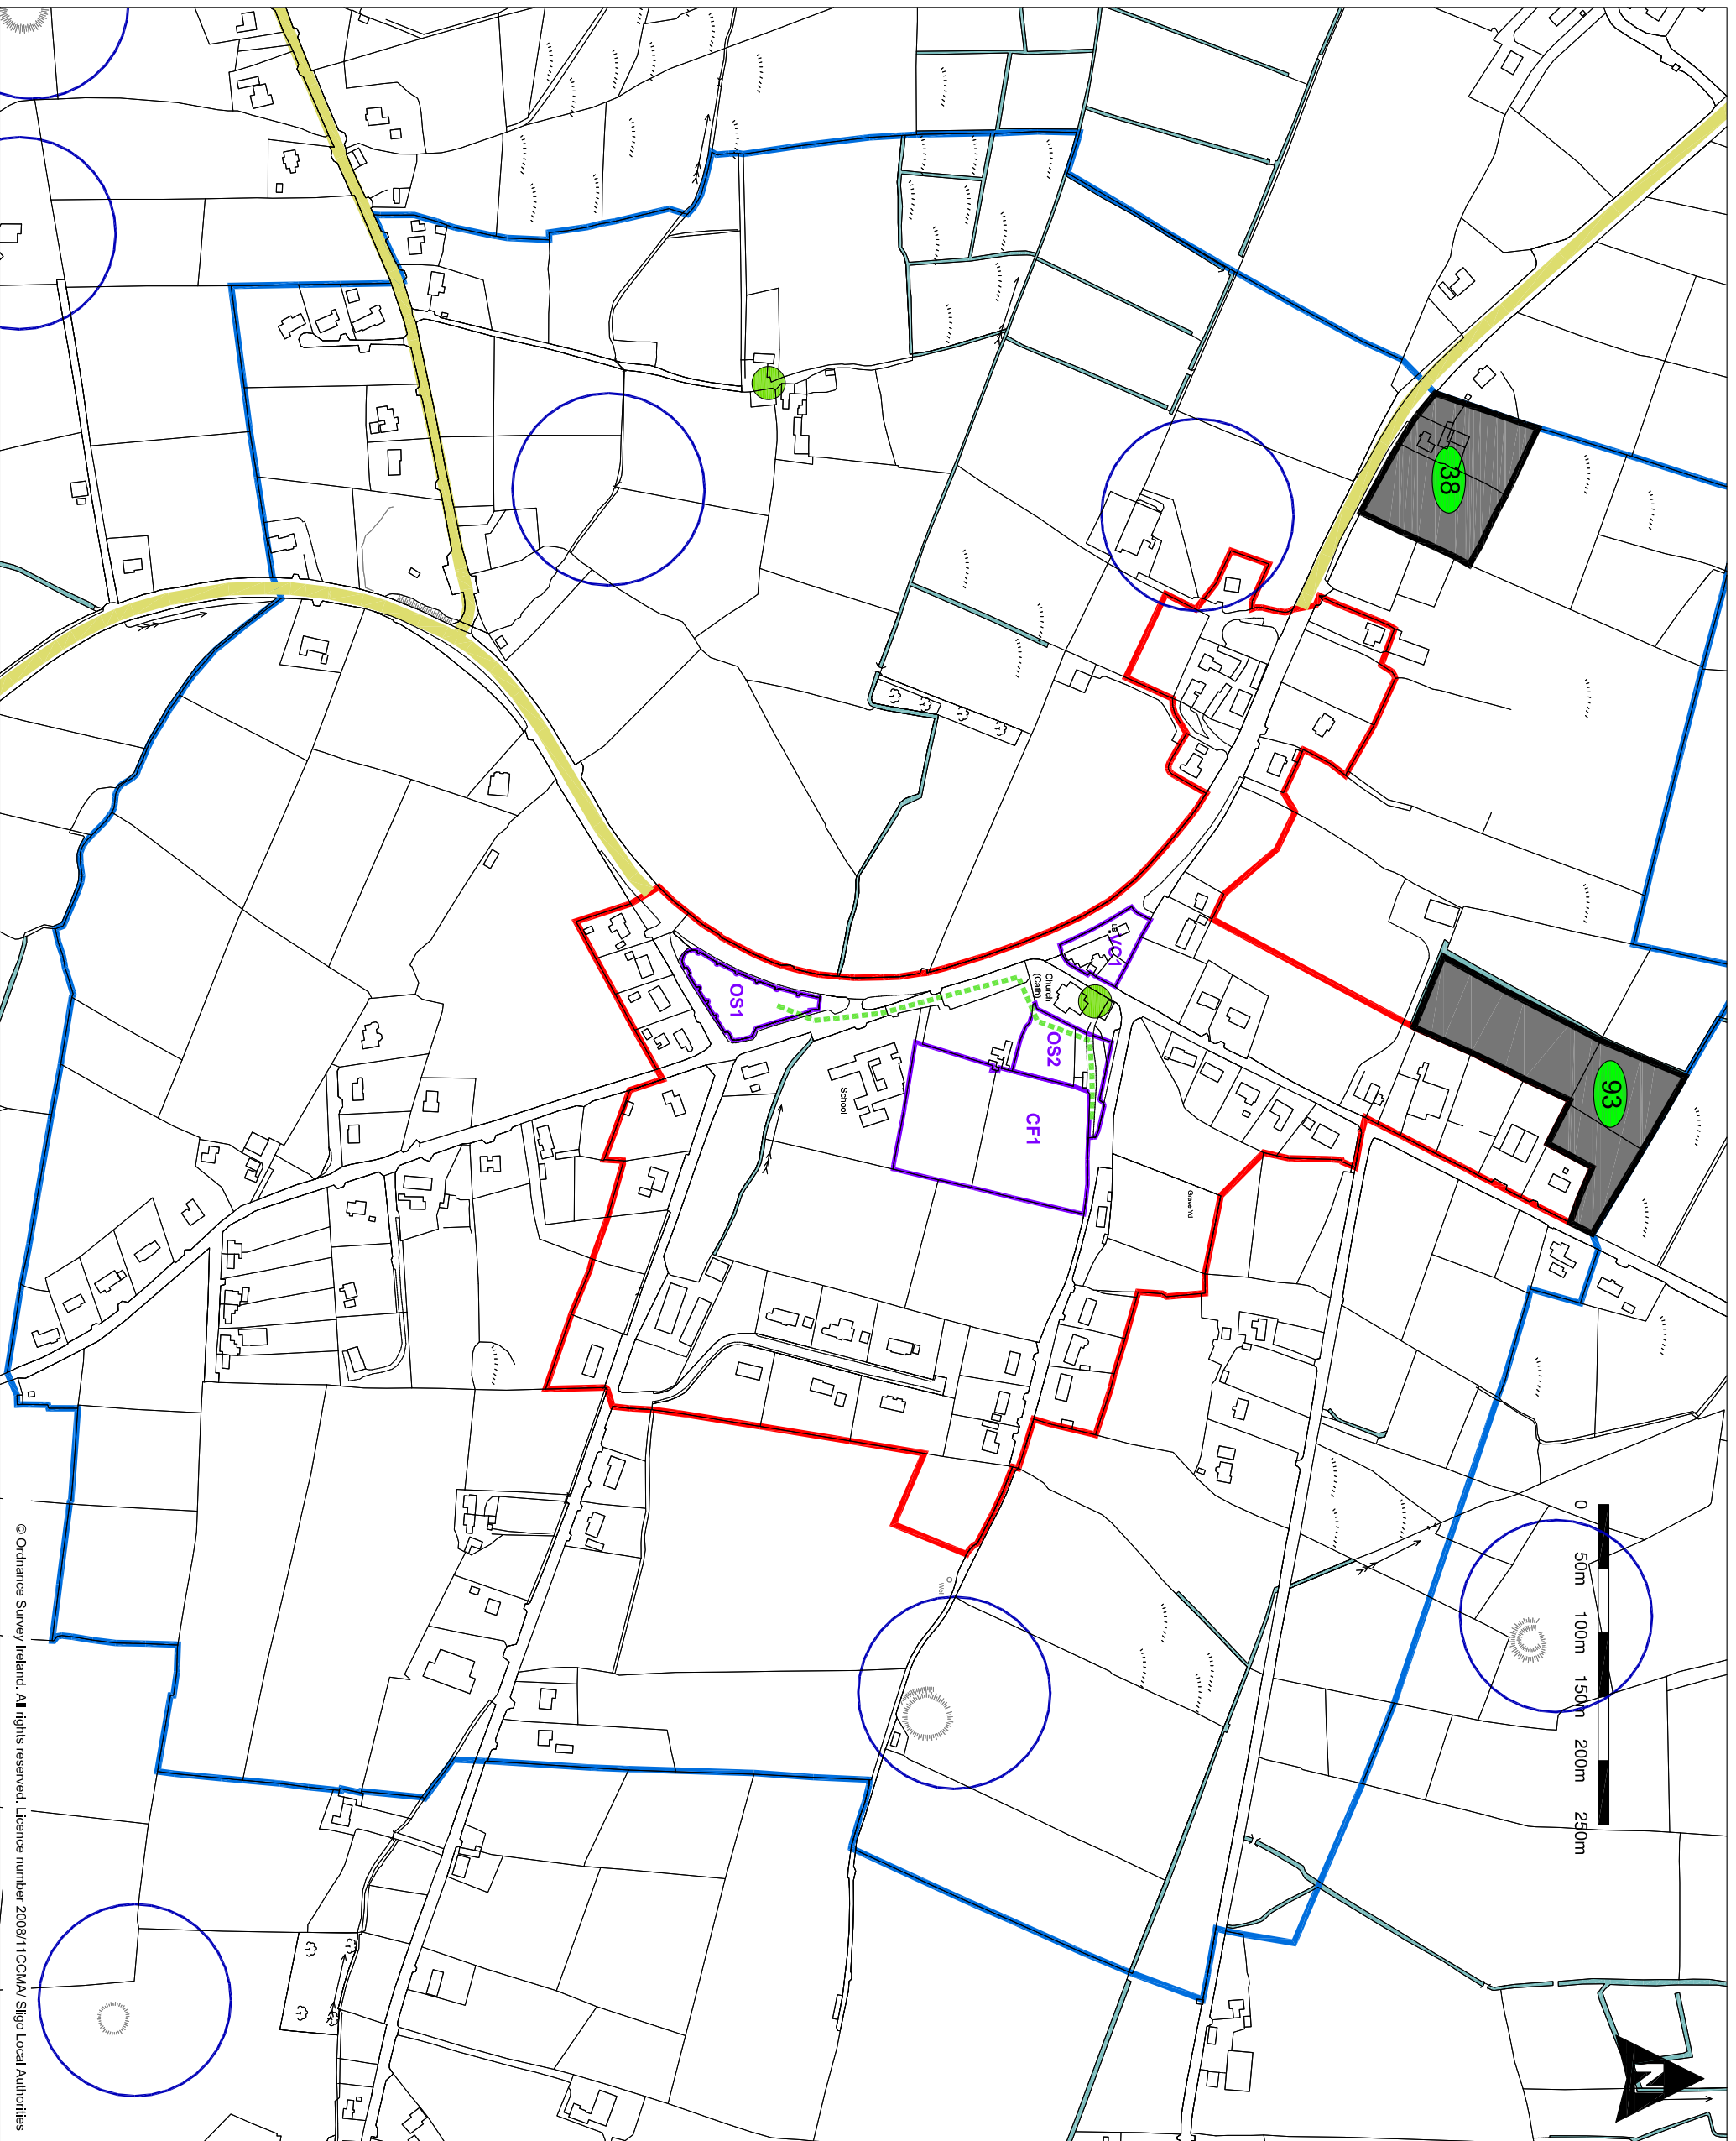 38
93
VC1
Church
(Cath)
OS1
OS2
CF1
School
Grave Yd
Well
0
50m
100m
150m
200m
250m
N
© Ordnance Survey Ireland. All rights reserved. Licence number 2008/11CCMA/ Sligo Local Authorities